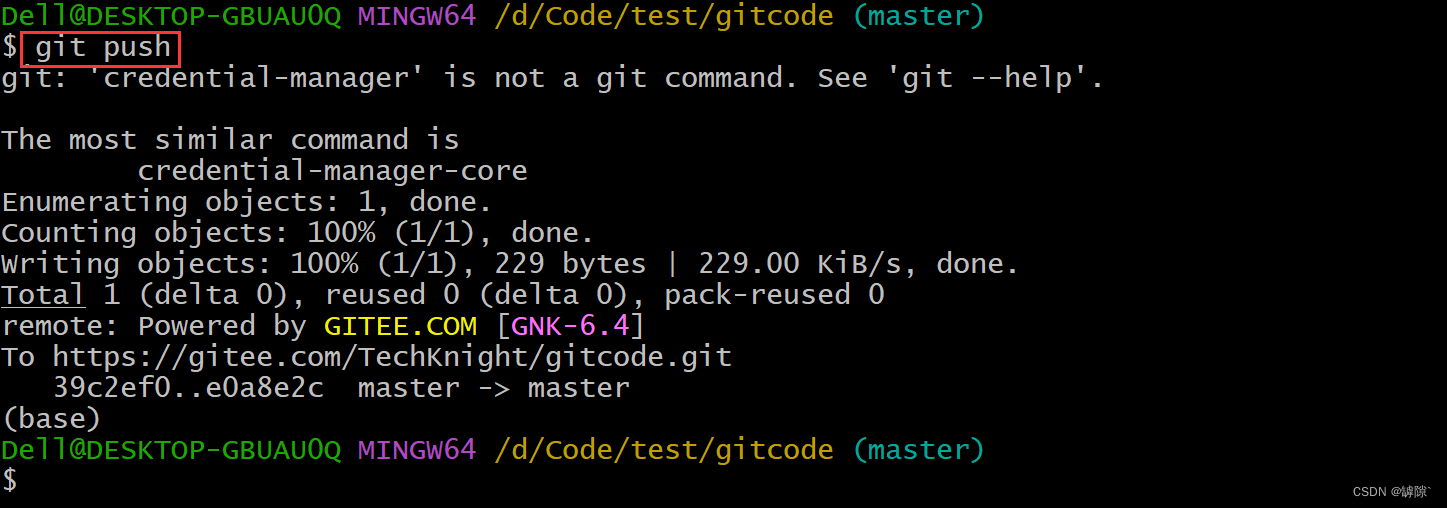 Dell@DESKTOP-GBUAU0Q MINGW64 /d/Code/test/gitcode (master)
$ git push
git: 'credential-manager' is not a git command. See 'git --help'.
The most similar command is
credential-manager-core
Enumerating objects: 1, done.
Counting objects: 100% (1/1), done.
Writing objects: 100% (1/1), 229 bytes | 229.00 KiB/s, done.
Total 1 (delta 0), reused 0 (delta 0), pack-reused 0
remote: Powered by GITEE.COM [GNK-6.4]
To https://gitee.com/TechKnight/gitcode.git
39c2ef0..e0a8e2c  master -> master
(base)
Dell@DESKTOP-GBUAU0Q MINGW64 /d/Code/test/gitcode (master)
$
CSDN @罅隙`